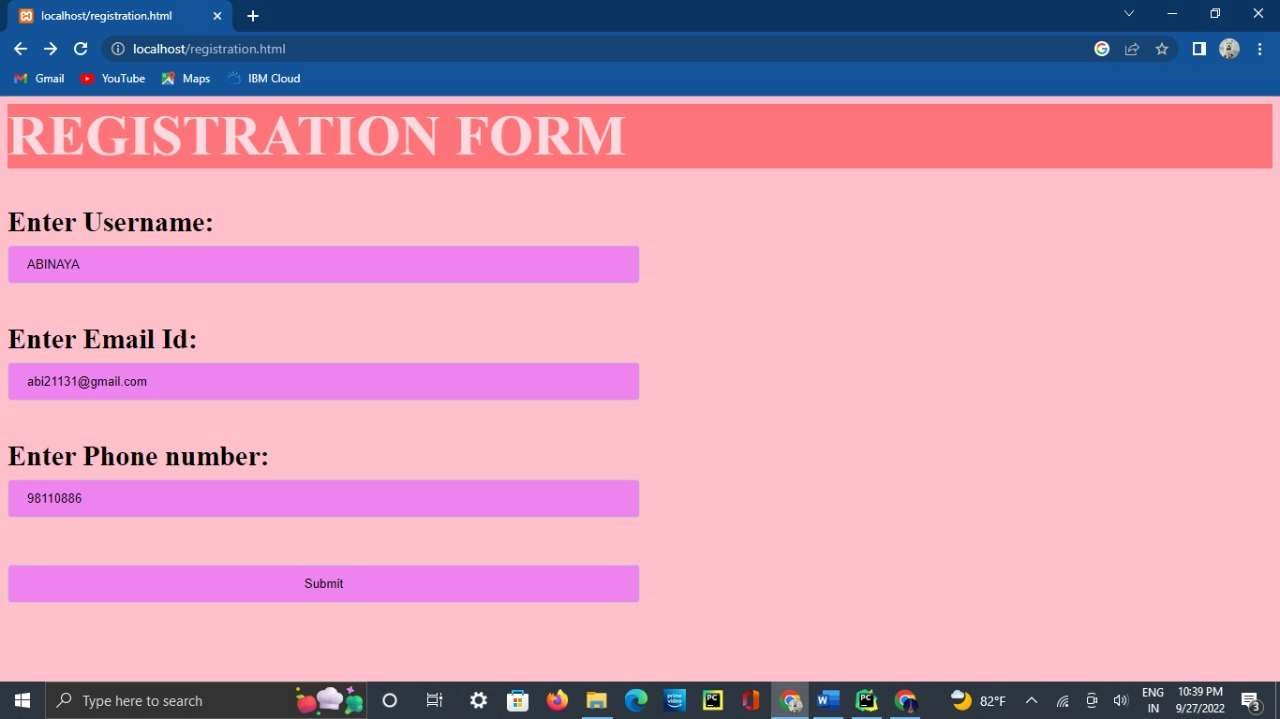 localhost/registration.html
localhost/registration.html
Gmail YouTube Maps IBM Cloud
REGISTRATION FORM
Enter Username:
ABINAYA
Enter Email Id:
abi21131@gmail.com
Enter Phone number:
98110886
Submit
Type here to search
82°F
ENG
IN
10:39 PM
9/27/2022
3